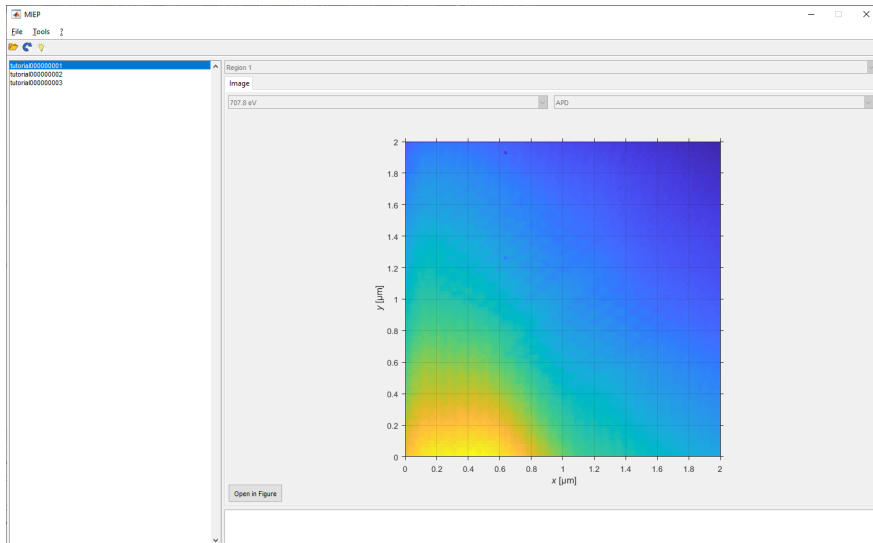 MIEP
File Tools ?
tutorial000000001
tutorial000000002
tutorial000000003
Region 1
Image
707.8 eV
APD
2
1.8
1.6
1.4
1.2
1
0.8
0.6
0.4
0.2
0
y [µm]
0 0.2 0.4 0.6 0.8 1 1.2 1.4 1.6 1.8 2
x [µm]
Open in Figure